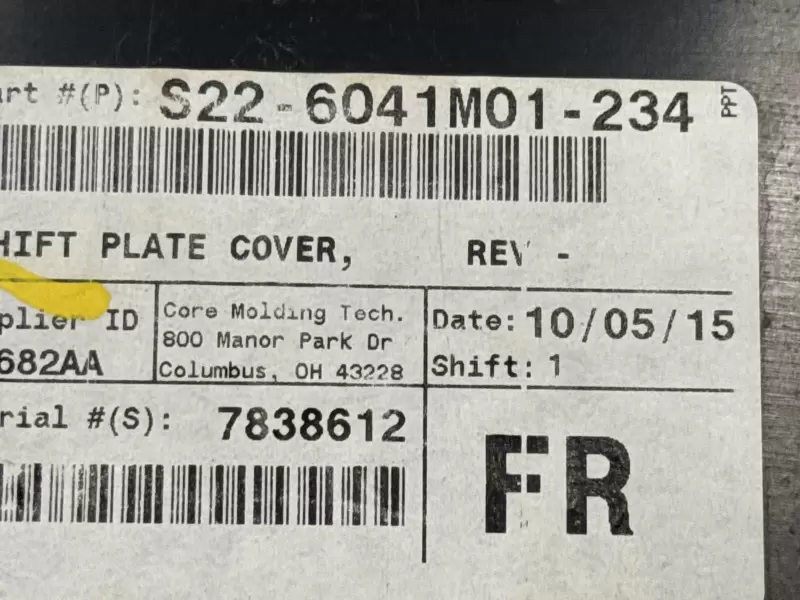 art #(P): S22-6041M01-234
PPT
HIFT PLATE COVER, REV -
plier ID
682AA
Core Molding Tech.
800 Manor Park Dr
Columbus, OH 43228
Date: 10/05/15
Shift: 1
rial #(S): 7838612
FR